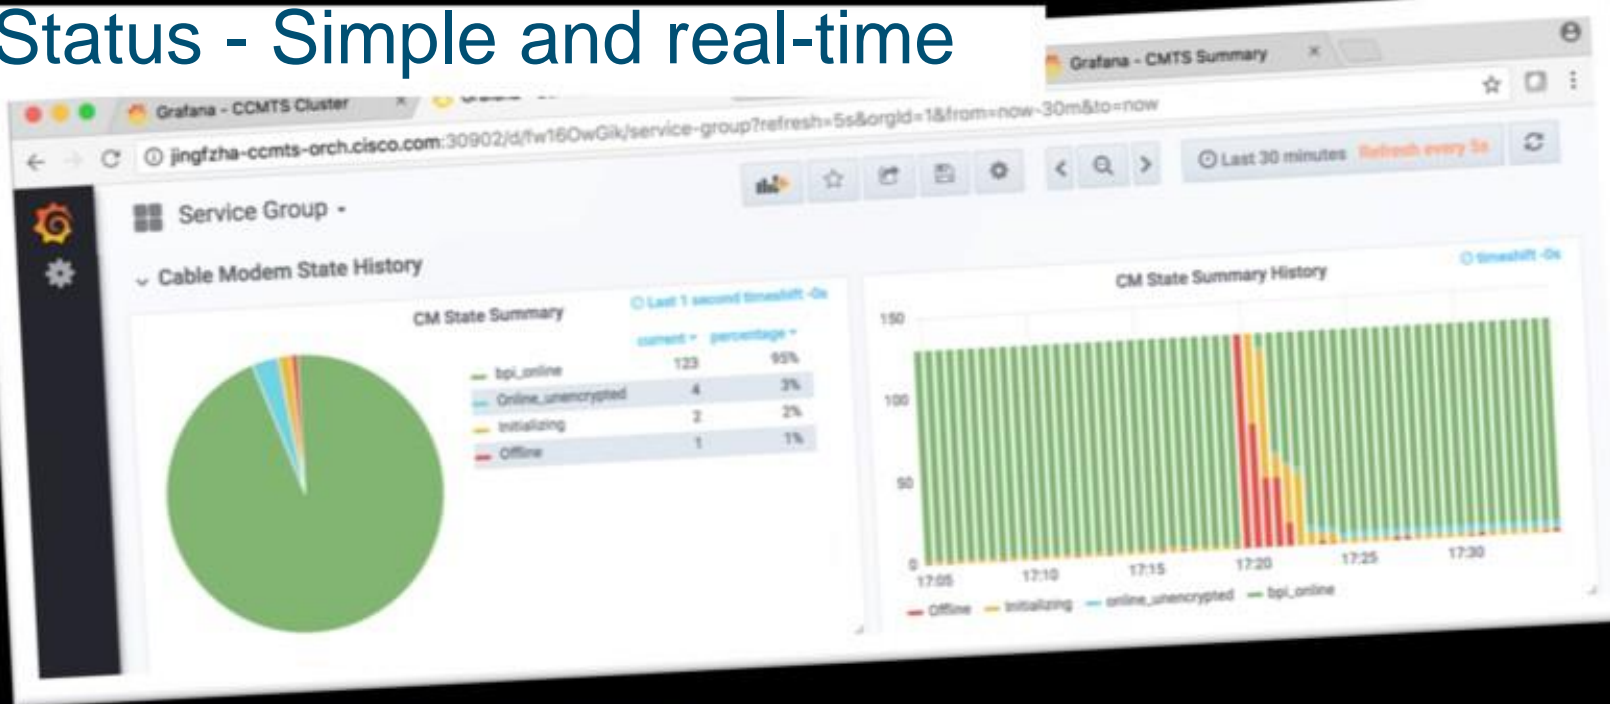 Status - Simple and real-time
Grafana - CCMTS Cluster
Grafana - CMTS Summary
jingfzha-ccmts-orch.cisco.com:30902/d/fw16OwGik/service-group?refresh=5s&orgId=1&from=now-30m&to=now
Service Group
Last 30 minutes Refresh every 5s
Cable Modem State History
CM State Summary
Last 1 second timeshift -0s
current percentage
bpi_online 123 95%
Online_unencrypted 4 3%
Initializing 2 2%
Offline 1 1%
CM State Summary History
timeshift -0s
150
100
50
0
17:05 17:10 17:15 17:20 17:25 17:30
Offline Initializing online_unencrypted bpi_online